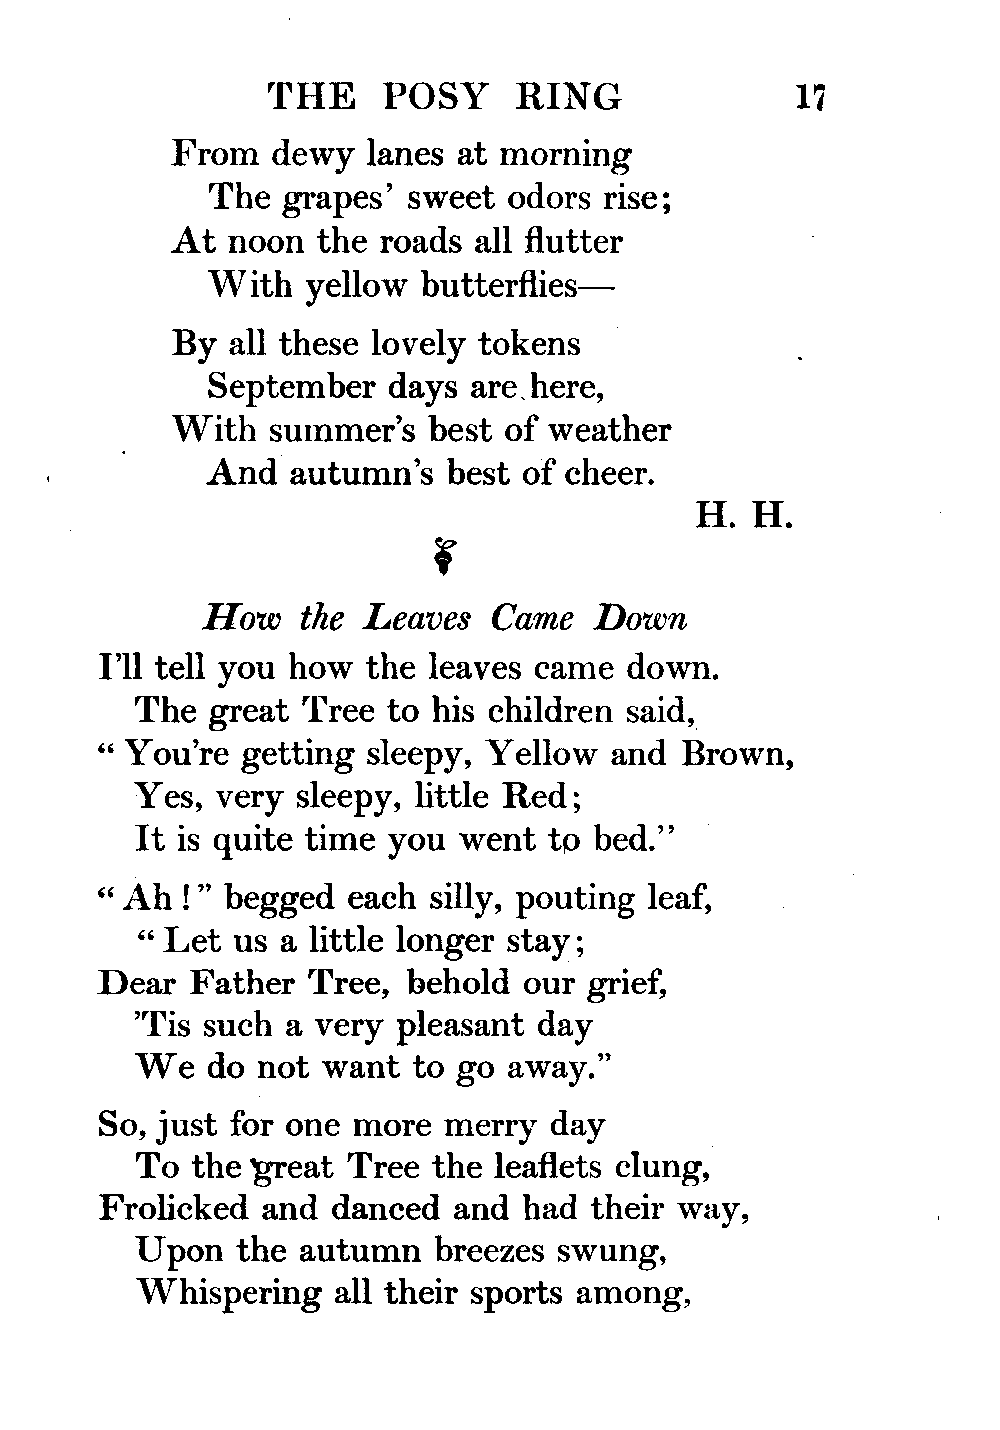 THE POSY RING 17
From dewy lanes at morning
The grapes' sweet odors rise;
At noon the roads all flutter
With yellow butterflies—
By all these lovely tokens
September days are here,
With summer's best of weather
And autumn's best of cheer.
H. H.
How the Leaves Came Down
I'll tell you how the leaves came down.
The great Tree to his children said,
“ You're getting sleepy, Yellow and Brown,
Yes, very sleepy, little Red;
It is quite time you went to bed.”
“ Ah ! ” begged each silly, pouting leaf,
“ Let us a little longer stay;
Dear Father Tree, behold our grief,
'Tis such a very pleasant day
We do not want to go away.”
So, just for one more merry day
To the great Tree the leaflets clung,
Frolicked and danced and had their way,
Upon the autumn breezes swung,
Whispering all their sports among,